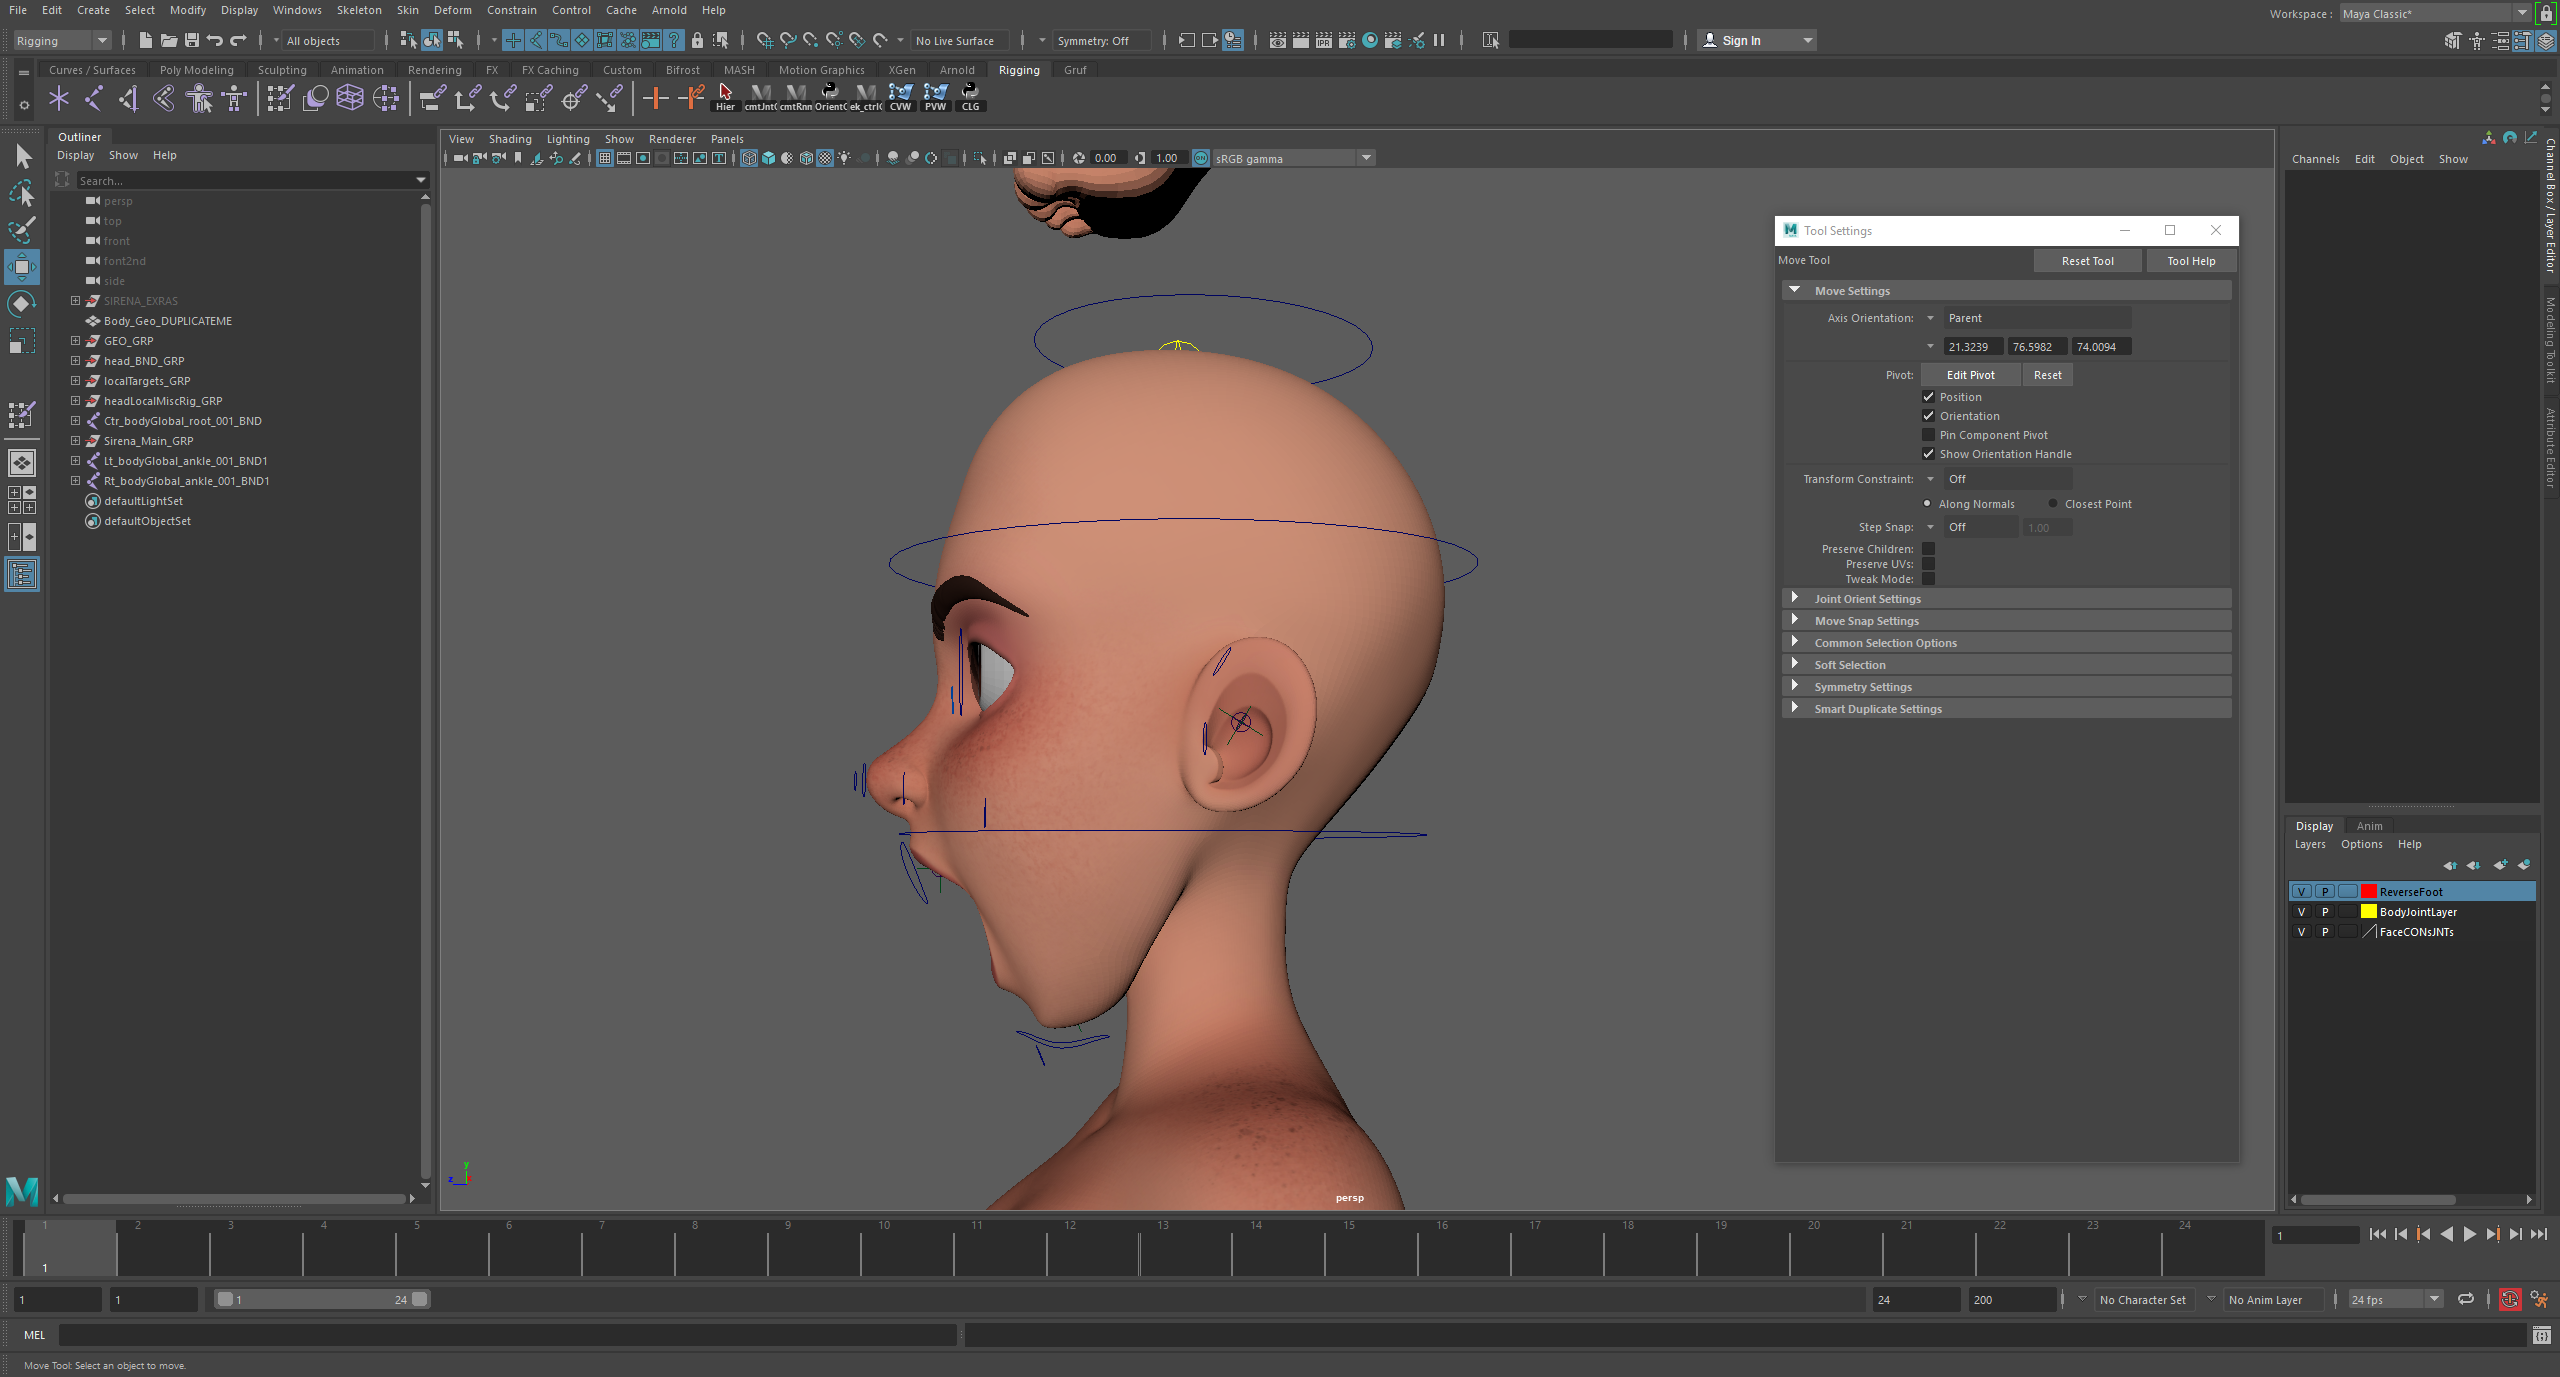 File Edit Create Select Modify Display Windows Skeleton Skin Deform Constrain Control Cache Arnold Help
Workspace : Maya Classic*
Rigging
All objects
No Live Surface
Symmetry: Off
Sign In
Curves / Surfaces Poly Modeling Sculpting Animation Rendering FX FX Caching Custom Bifrost MASH Motion Graphics XGen Arnold Rigging Gruf
IPR
Hier cmtJntC cmtRnm OrientC ek_ctrlC CVW PVW CLG
Outliner
Display Show Help
Search...
persp
top
front
font2nd
side
SIRENA_EXRAS
Body_Geo_DUPLICATEME
GEO_GRP
head_BND_GRP
localTargets_GRP
headLocalMiscRig_GRP
Ctr_bodyGlobal_root_001_BND
Sirena_Main_GRP
Lt_bodyGlobal_ankle_001_BND1
Rt_bodyGlobal_ankle_001_BND1
defaultLightSet
defaultObjectSet
View Shading Lighting Show Renderer Panels
0.00
1.00
ON
sRGB gamma
y
z
persp
Tool Settings
Move Tool
Reset Tool
Tool Help
Move Settings
Axis Orientation: Parent
21.3239 76.5982 74.0094
Pivot: Edit Pivot Reset
Position
Orientation
Pin Component Pivot
Show Orientation Handle
Transform Constraint: Off
Along Normals Closest Point
Step Snap: Off 1.00
Preserve Children:
Preserve UVs:
Tweak Mode:
Joint Orient Settings
Move Snap Settings
Common Selection Options
Soft Selection
Symmetry Settings
Smart Duplicate Settings
Channels Edit Object Show
Channel Box / Layer Editor
Modeling Toolkit
Attribute Editor
Display Anim
Layers Options Help
V P ReverseFoot
V P BodyJointLayer
V P FaceCONsJNTs
1 2 3 4 5 6 7 8 9 10 11 12 13 14 15 16 17 18 19 20 21 22 23 24
1
1
1
1
1
24
24
200
No Character Set
No Anim Layer
24 fps
MEL
Move Tool: Select an object to move.